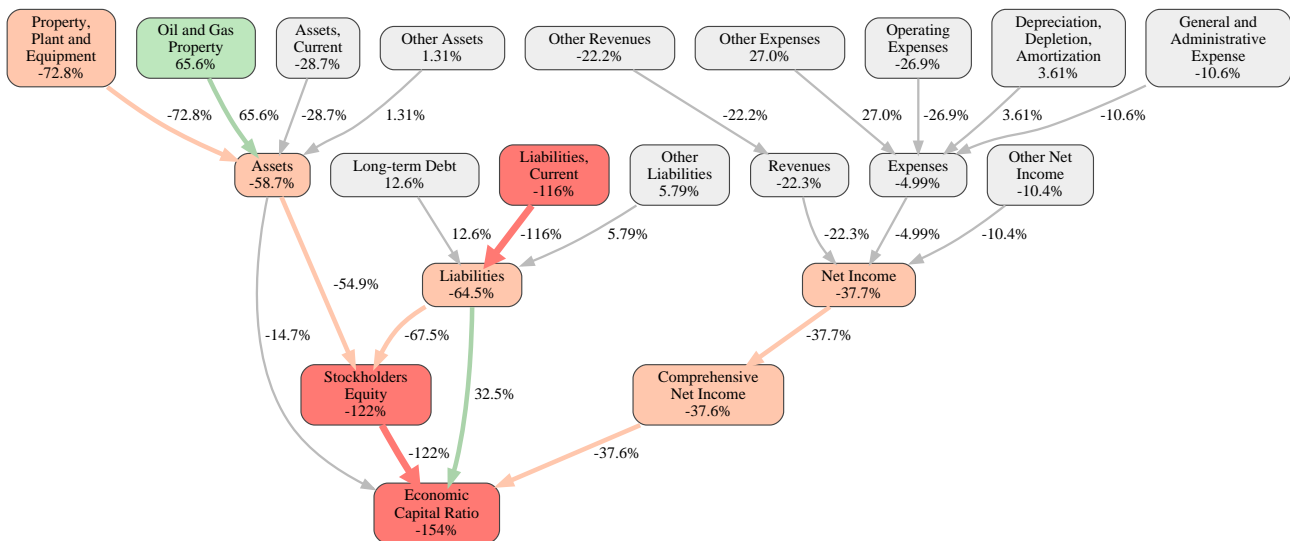 Property,
Plant and
Equipment
-72.8%
Oil and Gas
Property
65.6%
Assets,
Current
-28.7%
Other Assets
1.31%
Other Revenues
-22.2%
Other Expenses
27.0%
Operating
Expenses
-26.9%
Depreciation,
Depletion,
Amortization
3.61%
General and
Administrative
Expense
-10.6%
-72.8%
65.6%
-28.7%
1.31%
-22.2%
27.0%
-26.9%
3.61%
-10.6%
Assets
-58.7%
Long-term Debt
12.6%
Liabilities,
Current
-116%
Other
Liabilities
5.79%
Revenues
-22.3%
Expenses
-4.99%
Other Net
Income
-10.4%
12.6%
-116%
5.79%
-22.3%
-4.99%
-10.4%
-54.9%
Liabilities
-64.5%
Net Income
-37.7%
-14.7%
-67.5%
-37.7%
Stockholders
Equity
-122%
32.5%
Comprehensive
Net Income
-37.6%
-122%
-37.6%
Economic
Capital Ratio
-154%